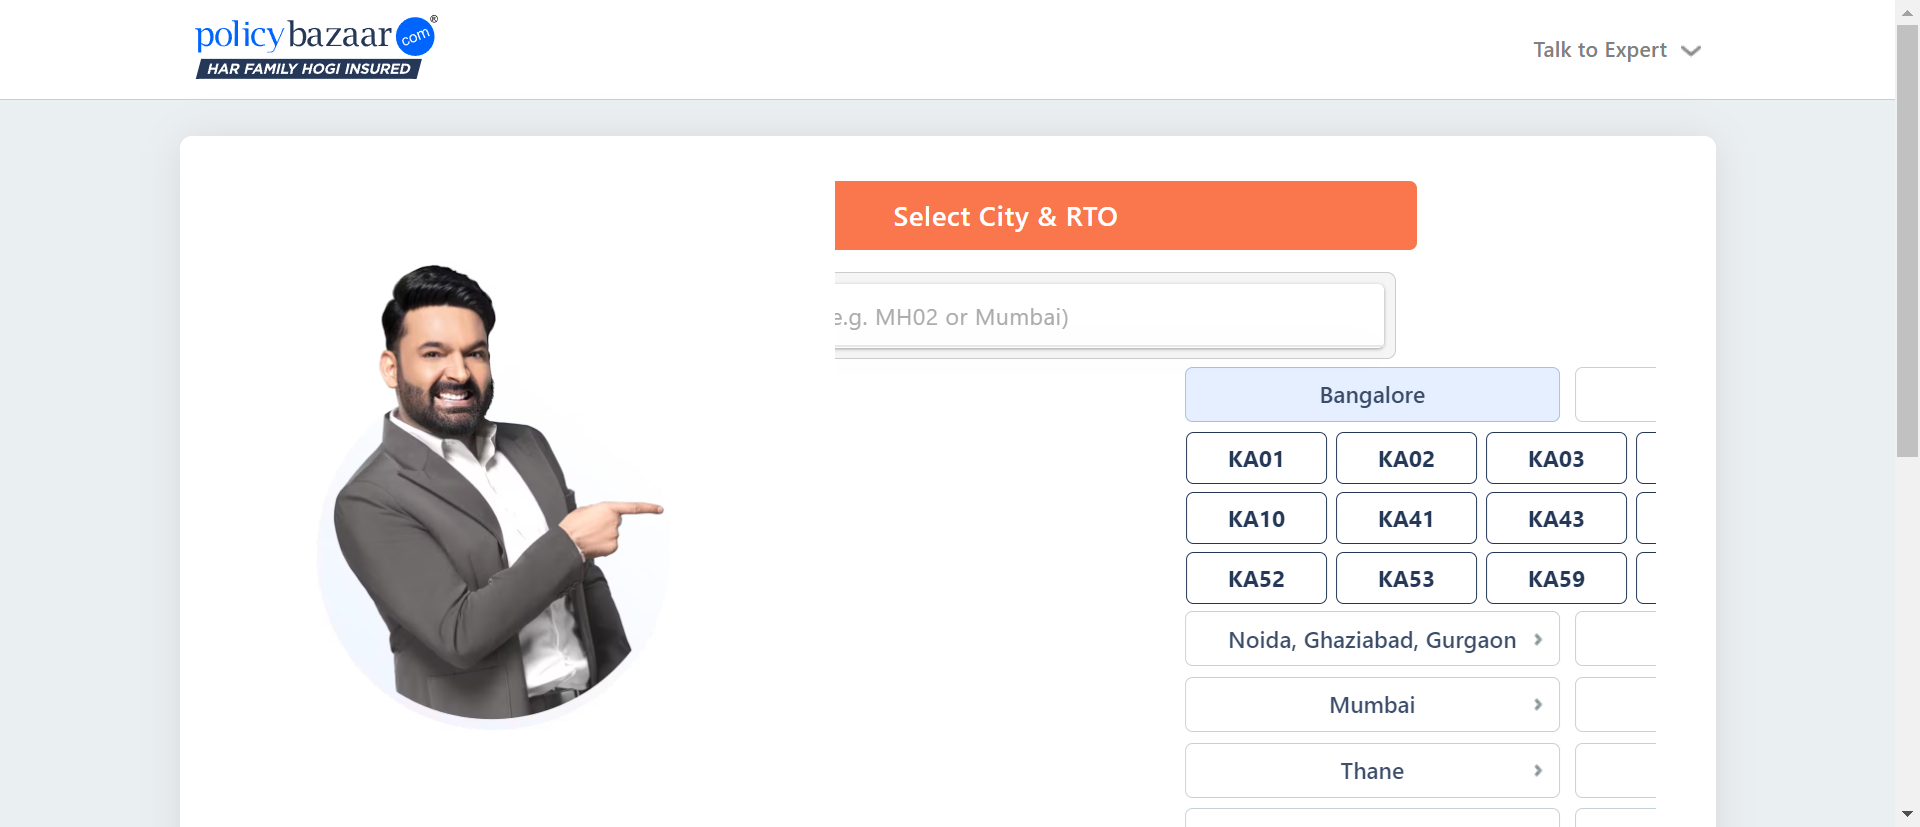 policybazaar.com®
HAR FAMILY HOGI INSURED
Talk to Expert
Select City & RTO
e.g. MH02 or Mumbai)
Bangalore
KA01 KA02 KA03
KA10 KA41 KA43
KA52 KA53 KA59
Noida, Ghaziabad, Gurgaon
Mumbai
Thane